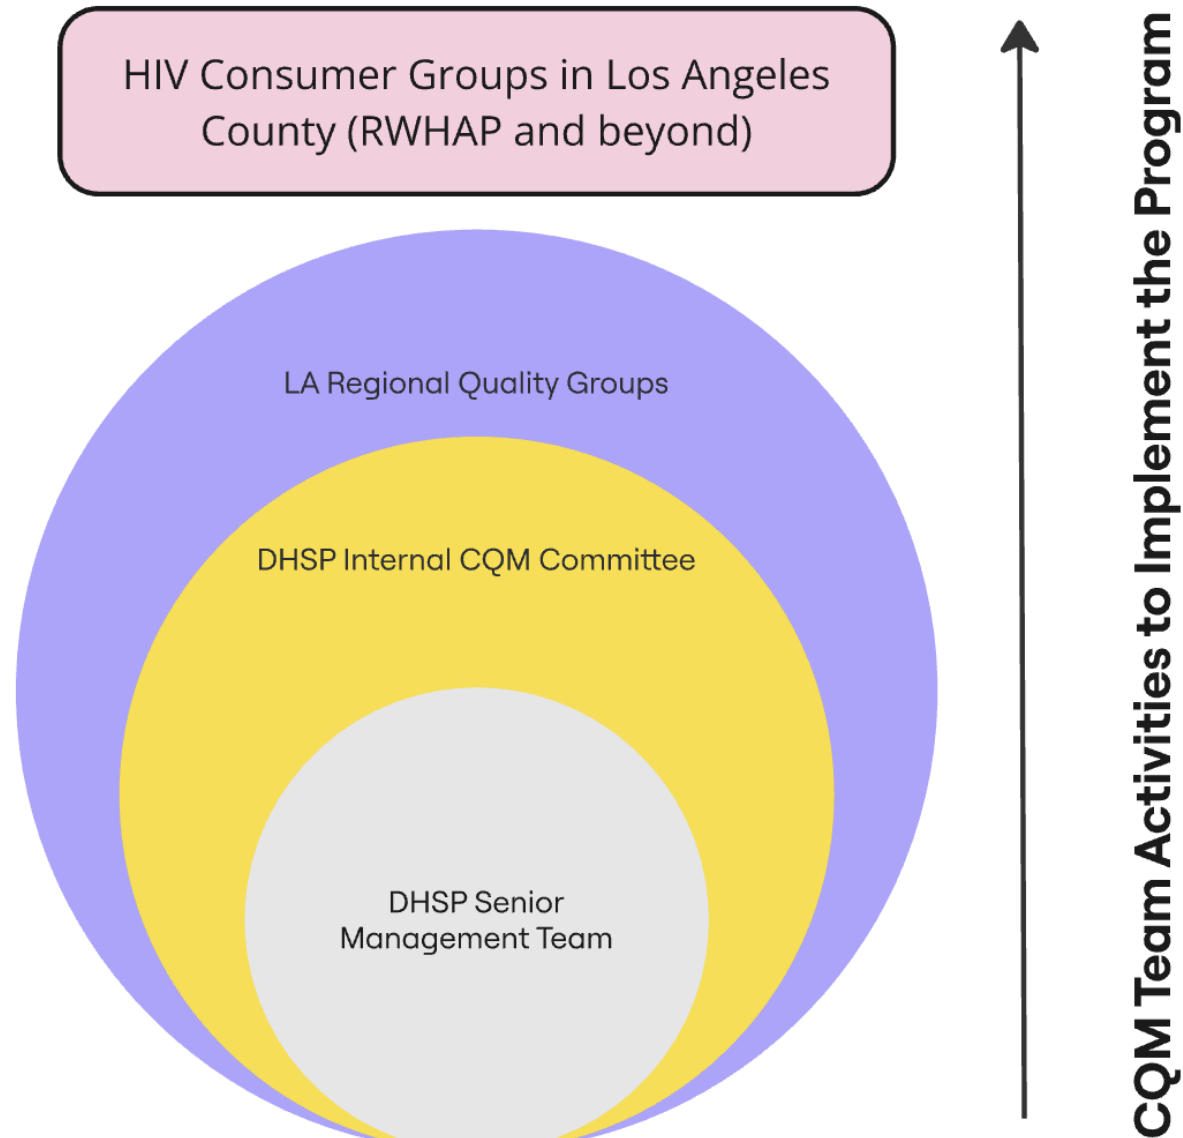 HIV Consumer Groups in Los Angeles
County (RWHAP and beyond)
LA Regional Quality Groups
DHSP Internal CQM Committee
DHSP Senior
Management Team
CQM Team Activities to Implement the Program